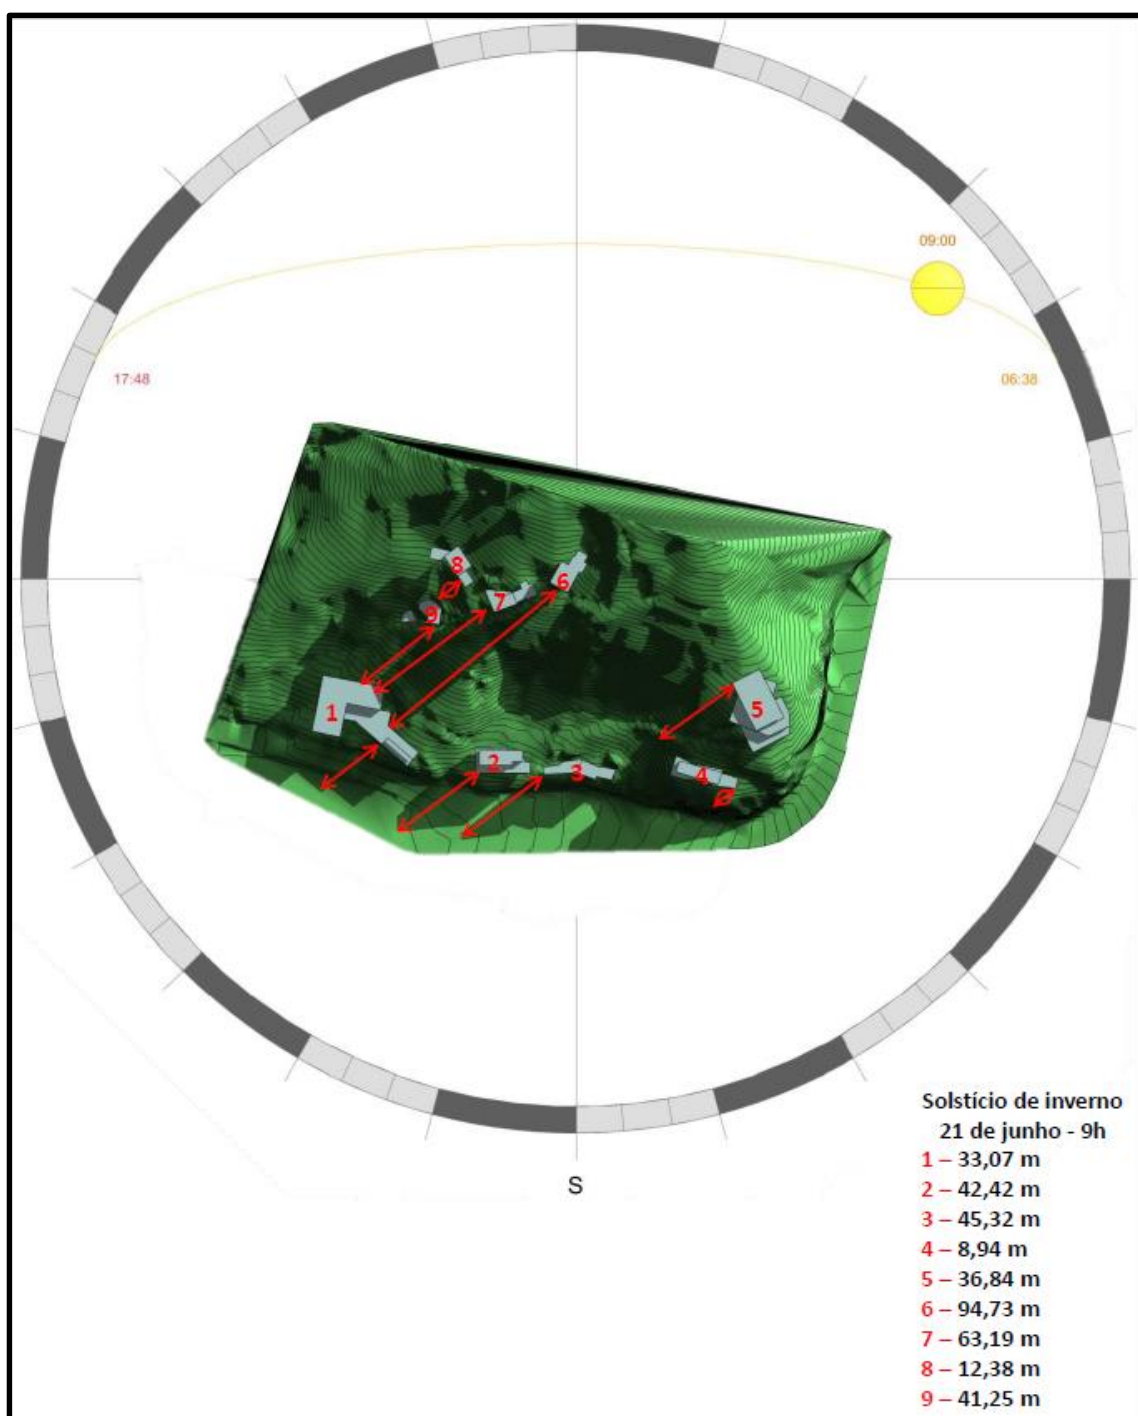 09:00
17:48
06:38
8
6
7
9
1
5
2
3
4
S
Solstício de inverno
21 de junho - 9h
1 – 33,07 m
2 – 42,42 m
3 – 45,32 m
4 – 8,94 m
5 – 36,84 m
6 – 94,73 m
7 – 63,19 m
8 – 12,38 m
9 – 41,25 m